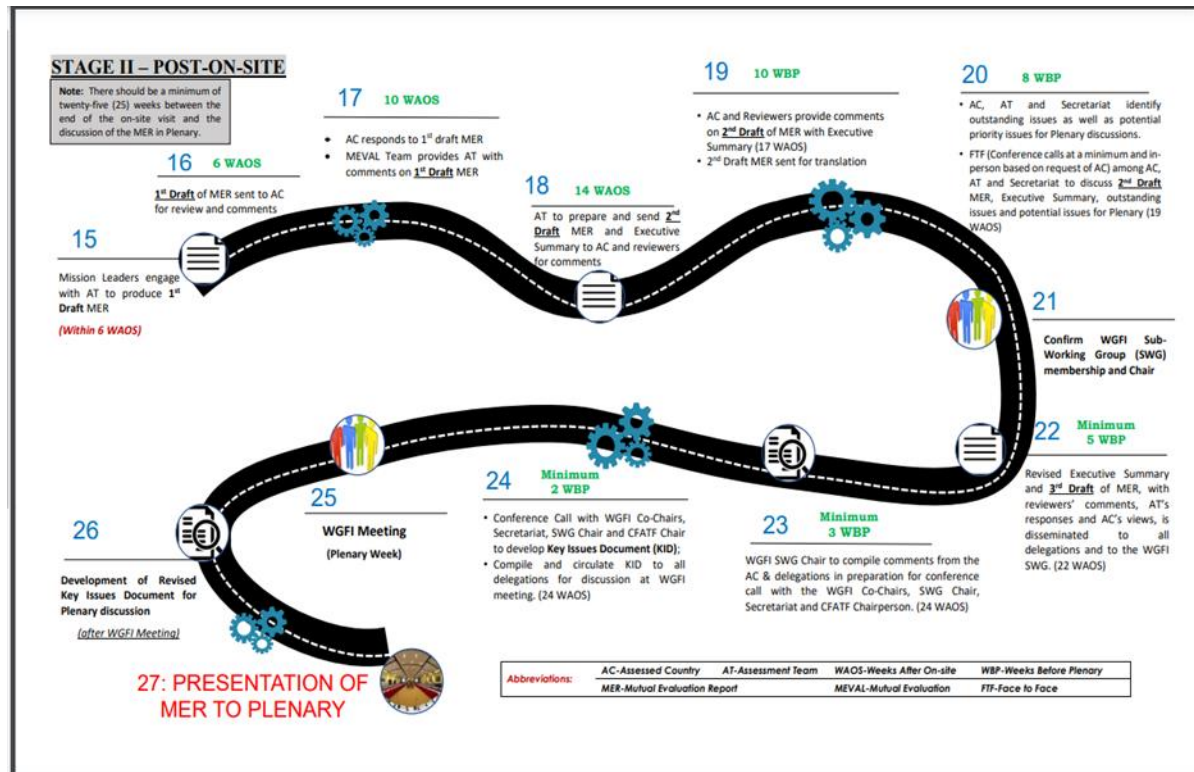 STAGE II – POST-ON-SITE
Note: There should be a minimum of
twenty-five (25) weeks between the
end of the on-site visit and the
discussion of the MER in Plenary.
15
Mission Leaders engage
with AT to produce 1st
Draft MER
(Within 6 WAOS)
16
6 WAOS
1st Draft of MER sent to AC
for review and comments
17
10 WAOS
• AC responds to 1st draft MER
• MEVAL Team provides AT with
comments on 1st Draft MER
18
14 WAOS
AT to prepare and send 2nd
Draft MER and Executive
Summary to AC and reviewers
for comments
19
10 WBP
• AC and Reviewers provide comments
on 2nd Draft of MER with Executive
Summary (17 WAOS)
• 2nd Draft MER sent for translation
20
8 WBP
• AC, AT and Secretariat identify
outstanding issues as well as potential
priority issues for Plenary discussions.
• FTF (Conference calls at a minimum and in-
person based on request of AC) among AC,
AT and Secretariat to discuss 2nd Draft
MER, Executive Summary, outstanding
issues and potential issues for Plenary (19
WAOS)
21
Confirm WGFI Sub-
Working Group (SWG)
membership and Chair
22
Minimum
5 WBP
Revised Executive Summary
and 3rd Draft of MER, with
reviewers' comments, AT's
responses and AC's views, is
disseminated to all
delegations and to the WGFI
SWG. (22 WAOS)
23
Minimum
3 WBP
WGFI SWG Chair to compile comments from the
AC & delegations in preparation for conference
call with the WGFI Co-Chairs, SWG Chair,
Secretariat and CFATF Chairperson. (24 WAOS)
24
Minimum
2 WBP
• Conference Call with WGFI Co-Chairs,
Secretariat, SWG Chair and CFATF Chair
to develop Key Issues Document (KID);
• Compile and circulate KID to all
delegations for discussion at WGFI
meeting. (24 WAOS)
25
WGFI Meeting
(Plenary Week)
26
Development of Revised
Key Issues Document for
Plenary discussion
(after WGFI Meeting)
27: PRESENTATION OF
MER TO PLENARY
Abbreviations:
AC-Assessed Country AT-Assessment Team WAOS-Weeks After On-site WBP-Weeks Before Plenary
MER-Mutual Evaluation Report MEVAL-Mutual Evaluation FTF-Face to Face